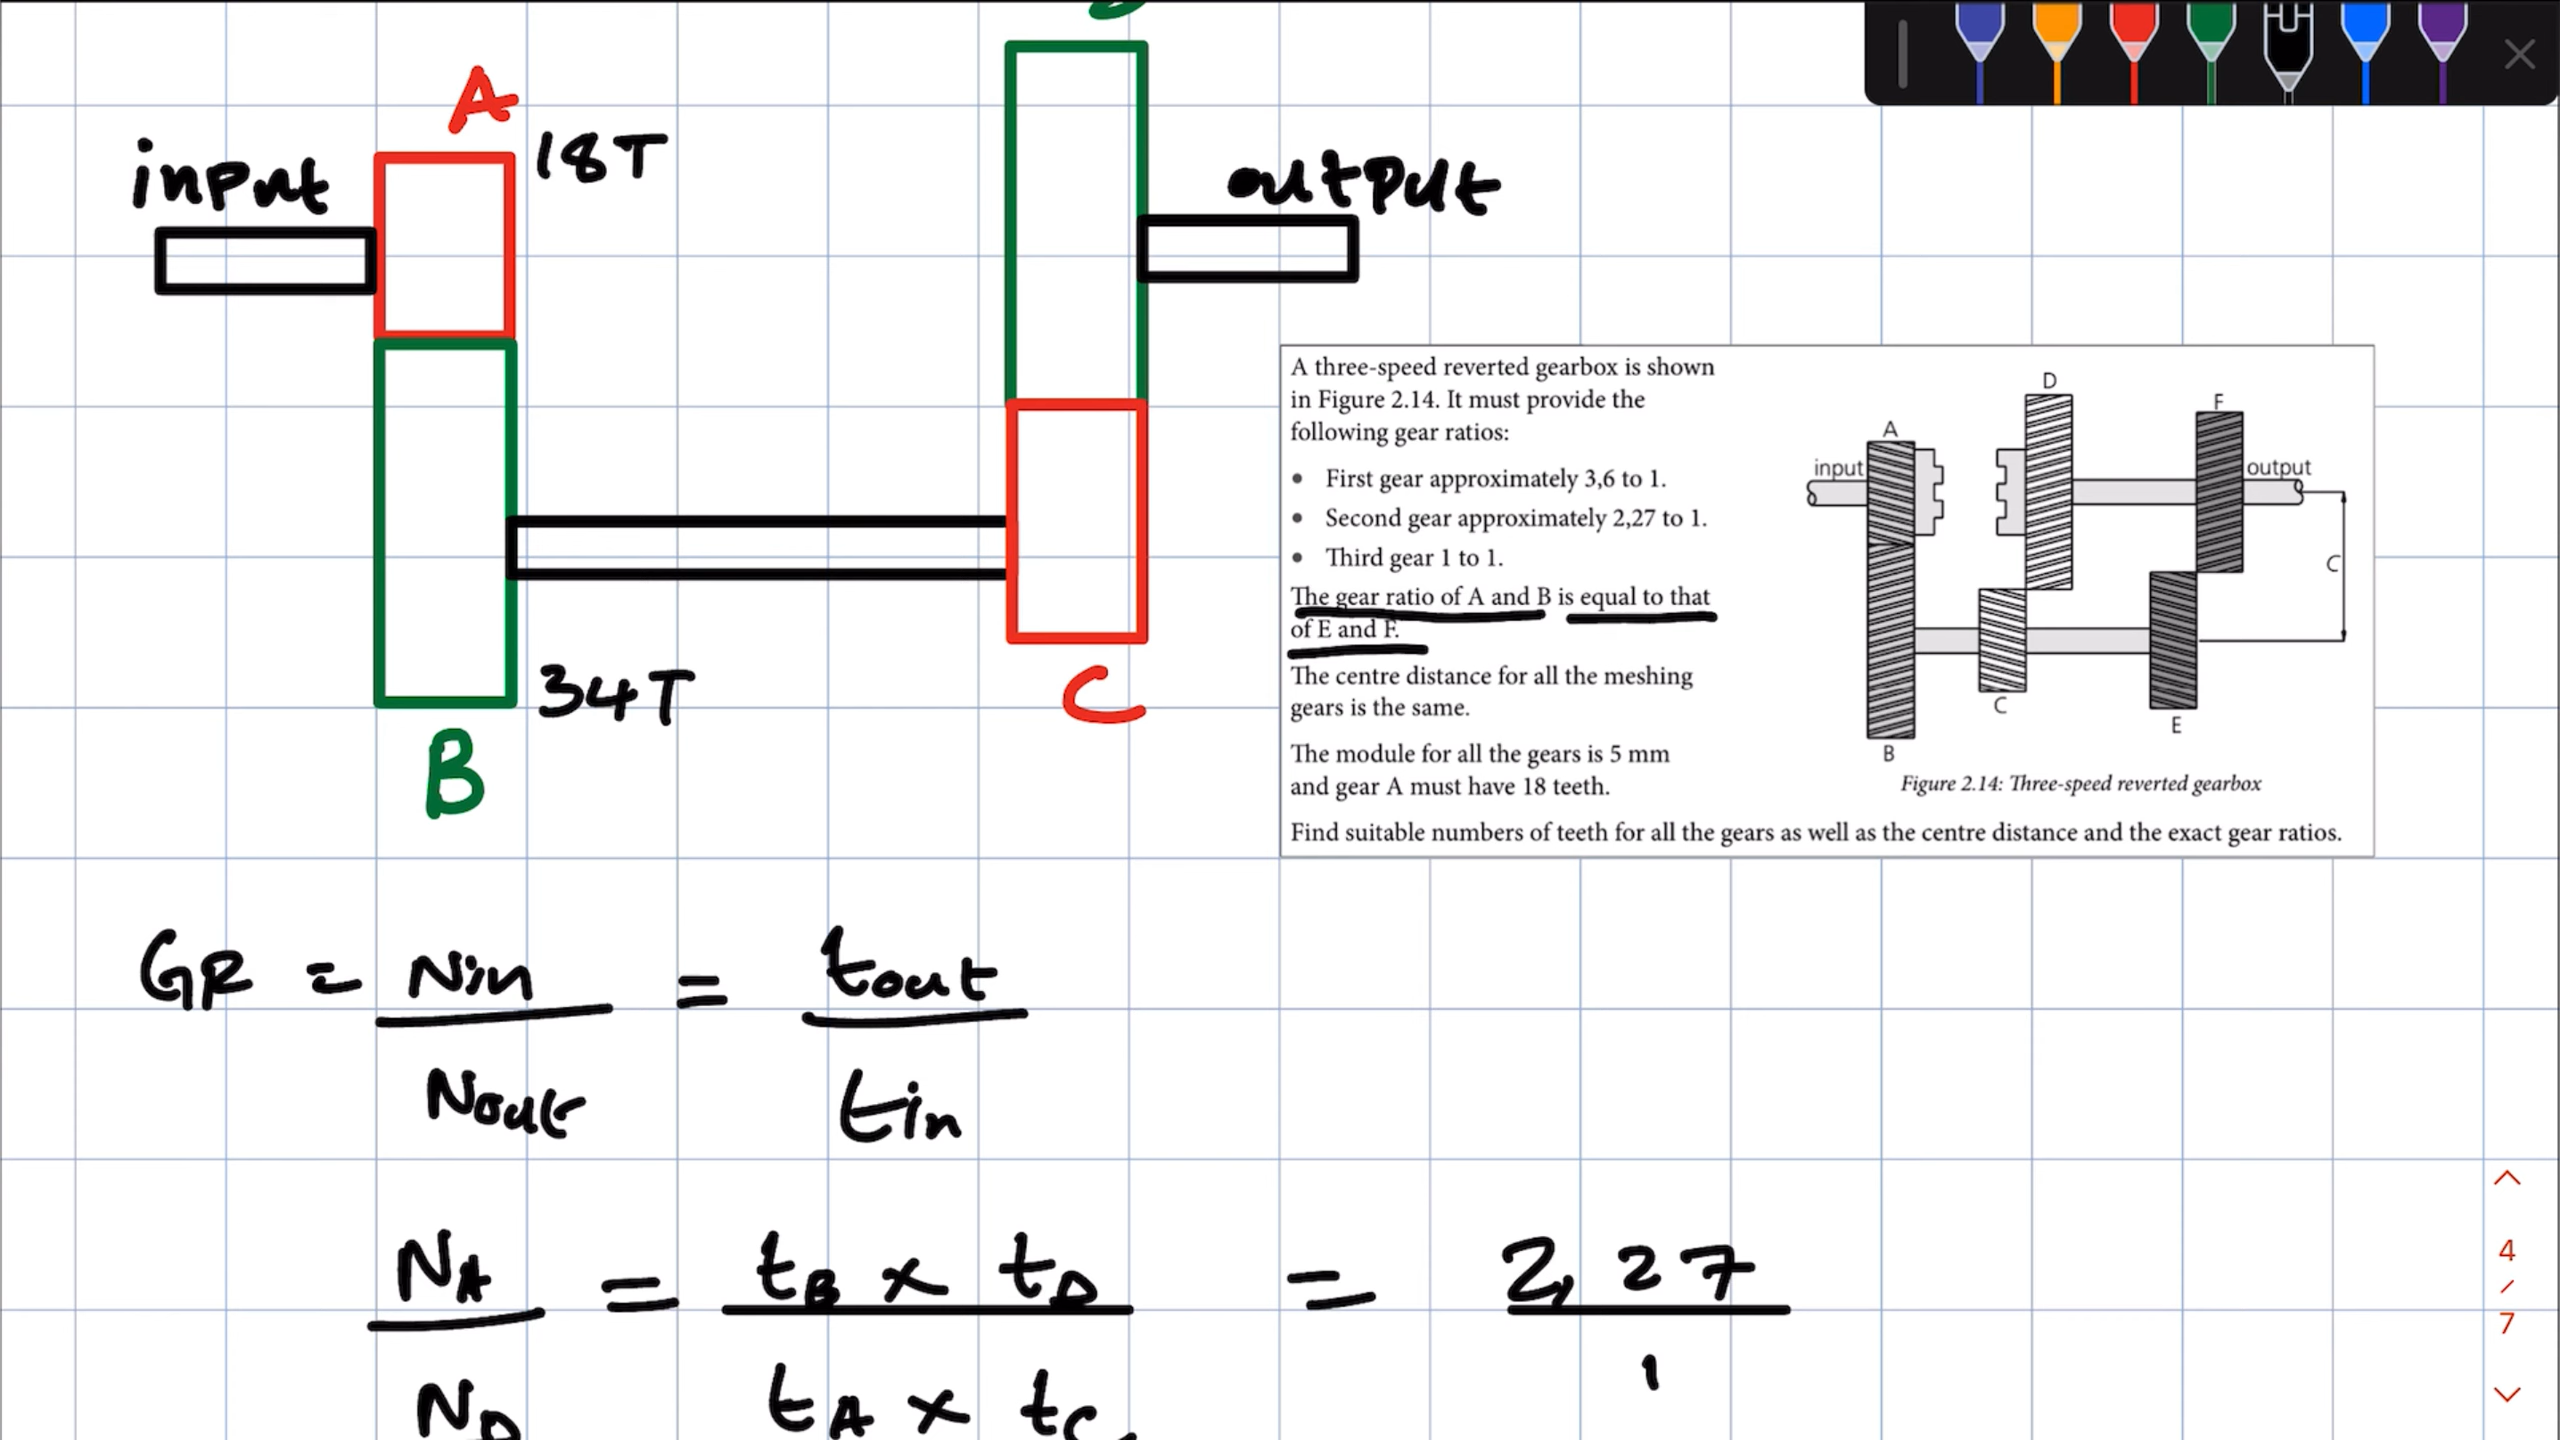 A
18T
input
output
34T
B
C
A three-speed reverted gearbox is shown
in Figure 2.14. It must provide the
following gear ratios:
• First gear approximately 3,6 to 1.
• Second gear approximately 2,27 to 1.
• Third gear 1 to 1.
The gear ratio of A and B is equal to that
of E and F.
The centre distance for all the meshing
gears is the same.
The module for all the gears is 5 mm
and gear A must have 18 teeth.
D
F
A
input
output
C
C
E
B
Figure 2.14: Three-speed reverted gearbox
Find suitable numbers of teeth for all the gears as well as the centre distance and the exact gear ratios.
GR = Nin = tout
Nout tin
NA = tB x tD = 2,27
ND tA x tC 1
4
/
7